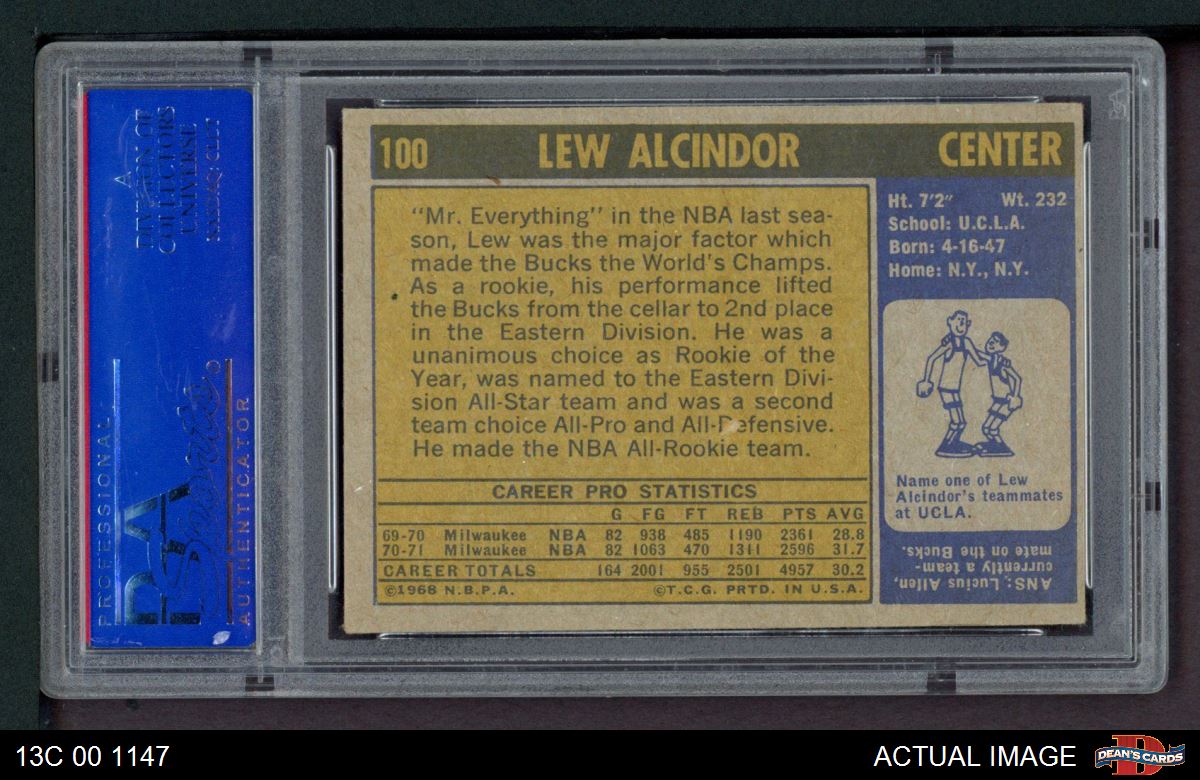 A
DIVISION OF
COLLECTORS
UNIVERSE
NASDAQ: CLCT
PROFESSIONAL
PSA
AUTHENTICATOR
100 LEW ALCINDOR CENTER
"Mr. Everything" in the NBA last sea-
son, Lew was the major factor which
made the Bucks the World's Champs.
As a rookie, his performance lifted
the Bucks from the cellar to 2nd place
in the Eastern Division. He was a
unanimous choice as Rookie of the
Year, was named to the Eastern Divi-
sion All-Star team and was a second
team choice All-Pro and All-Defensive.
He made the NBA All-Rookie team.
CAREER PRO STATISTICS
G FG FT REB PTS AVG
69-70 Milwaukee NBA 82 938 485 1190 2361 28.8
70-71 Milwaukee NBA 82 1063 470 1311 2596 31.7
CAREER TOTALS 164 2001 955 2501 4957 30.2
©1968 N.B.P.A. ©T.C.G. PRTD. IN U.S.A.
Ht. 7'2" Wt. 232
School: U.C.L.A.
Born: 4-16-47
Home: N.Y., N.Y.
Name one of Lew
Alcindor's teammates
at UCLA.
ANS: Lucius Allen,
currently a team-
mate on the Bucks.
13C 00 1147
ACTUAL IMAGE
DEAN'S CARDS